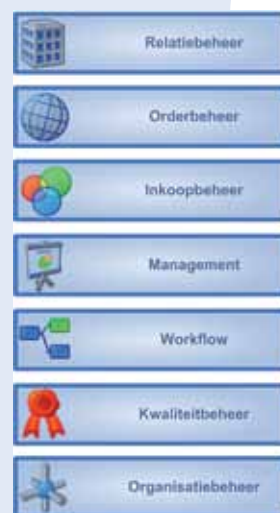 Relatiebeheer
Orderbeheer
Inkoopbeheer
Management
Workflow
Kwaliteitbeheer
Organisatiebeheer